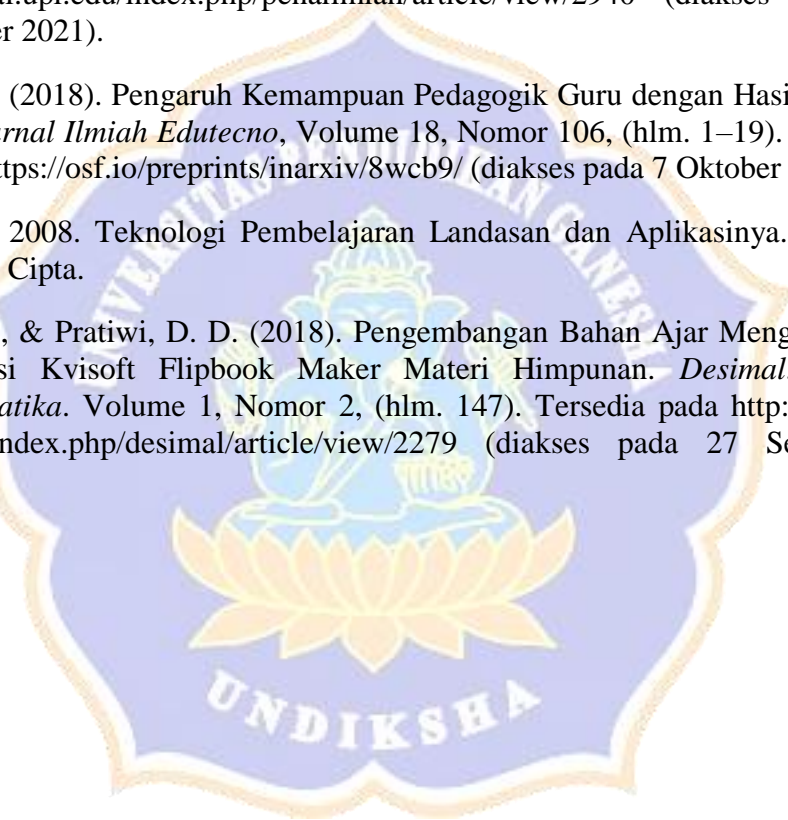 upi.edu/index.php/penailmiah/article/view/2940 (diakses
er 2021).
(2018). Pengaruh Kemampuan Pedagogik Guru dengan Hasi
rnal Ilmiah Edutecno, Volume 18, Nomor 106, (hlm. 1–19).
ttps://osf.io/preprints/inarxiv/8wcb9/ (diakses pada 7 Oktober
2008. Teknologi Pembelajaran Landasan dan Aplikasinya.
Cipta.
, & Pratiwi, D. D. (2018). Pengembangan Bahan Ajar Meng
si Kvisoft Flipbook Maker Materi Himpunan. Desimal
atika. Volume 1, Nomor 2, (hlm. 147). Tersedia pada http:
ndex.php/desimal/article/view/2279 (diakses pada 27 Se
UNIVERSITAS PENDIDIKAN GANESHA
UNDIKSHA